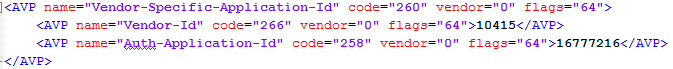 <AVP name="Vendor-Specific-Application-Id" code="260" vendor="0" flags="64">
<AVP name="Vendor-Id" code="266" vendor="0" flags="64">10415</AVP>
<AVP name="Auth-Application-Id" code="258" vendor="0" flags="64">16777216</AVP>
</AVP>